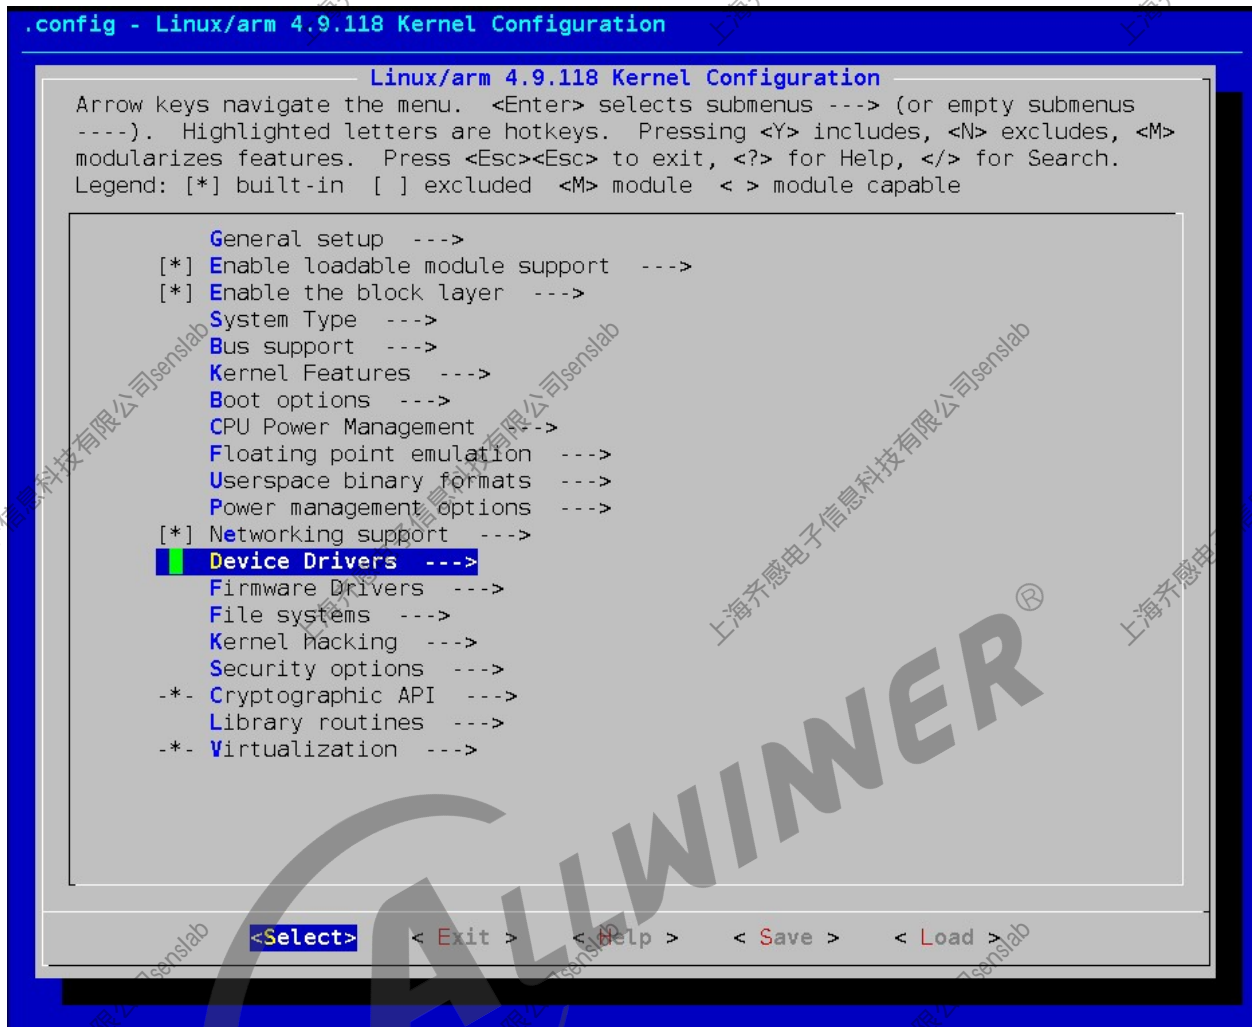 .config - Linux/arm 4.9.118 Kernel Configuration
Linux/arm 4.9.118 Kernel Configuration
Arrow keys navigate the menu.  <Enter> selects submenus ---> (or empty submenus
----).  Highlighted letters are hotkeys.  Pressing <Y> includes, <N> excludes, <M>
modularizes features.  Press <Esc><Esc> to exit, <?> for Help, </> for Search.
Legend: [*] built-in  [ ] excluded  <M> module  < > module capable
General setup  --->
[*] Enable loadable module support  --->
[*] Enable the block layer  --->
System Type  --->
Bus support  --->
Kernel Features  --->
Boot options  --->
CPU Power Management  --->
Floating point emulation  --->
Userspace binary formats  --->
Power management options  --->
[*] Networking support  --->
Device Drivers  --->
Firmware Drivers  --->
File systems  --->
Kernel hacking  --->
Security options  --->
-*- Cryptographic API  --->
Library routines  --->
-*- Virtualization  --->
<Select>    < Exit >    < Help >    < Save >    < Load >
上海齐感电子信息科技有限公司senslab
上海齐感电子信息科技有限公司senslab
ALLWINNER®